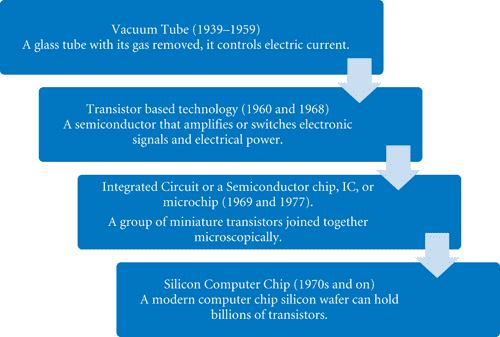 Vacuum Tube (1939–1959)
A glass tube with its gas removed, it controls electric current.
Transistor based technology (1960 and 1968)
A semiconductor that amplifies or switches electronic
signals and electrical power.
Integrated Circuit or a Semiconductor chip, IC, or
microchip (1969 and 1977).
A group of miniature transistors joined together
microscopically.
Silicon Computer Chip (1970s and on)
A modern computer chip silicon wafer can hold
billions of transistors.